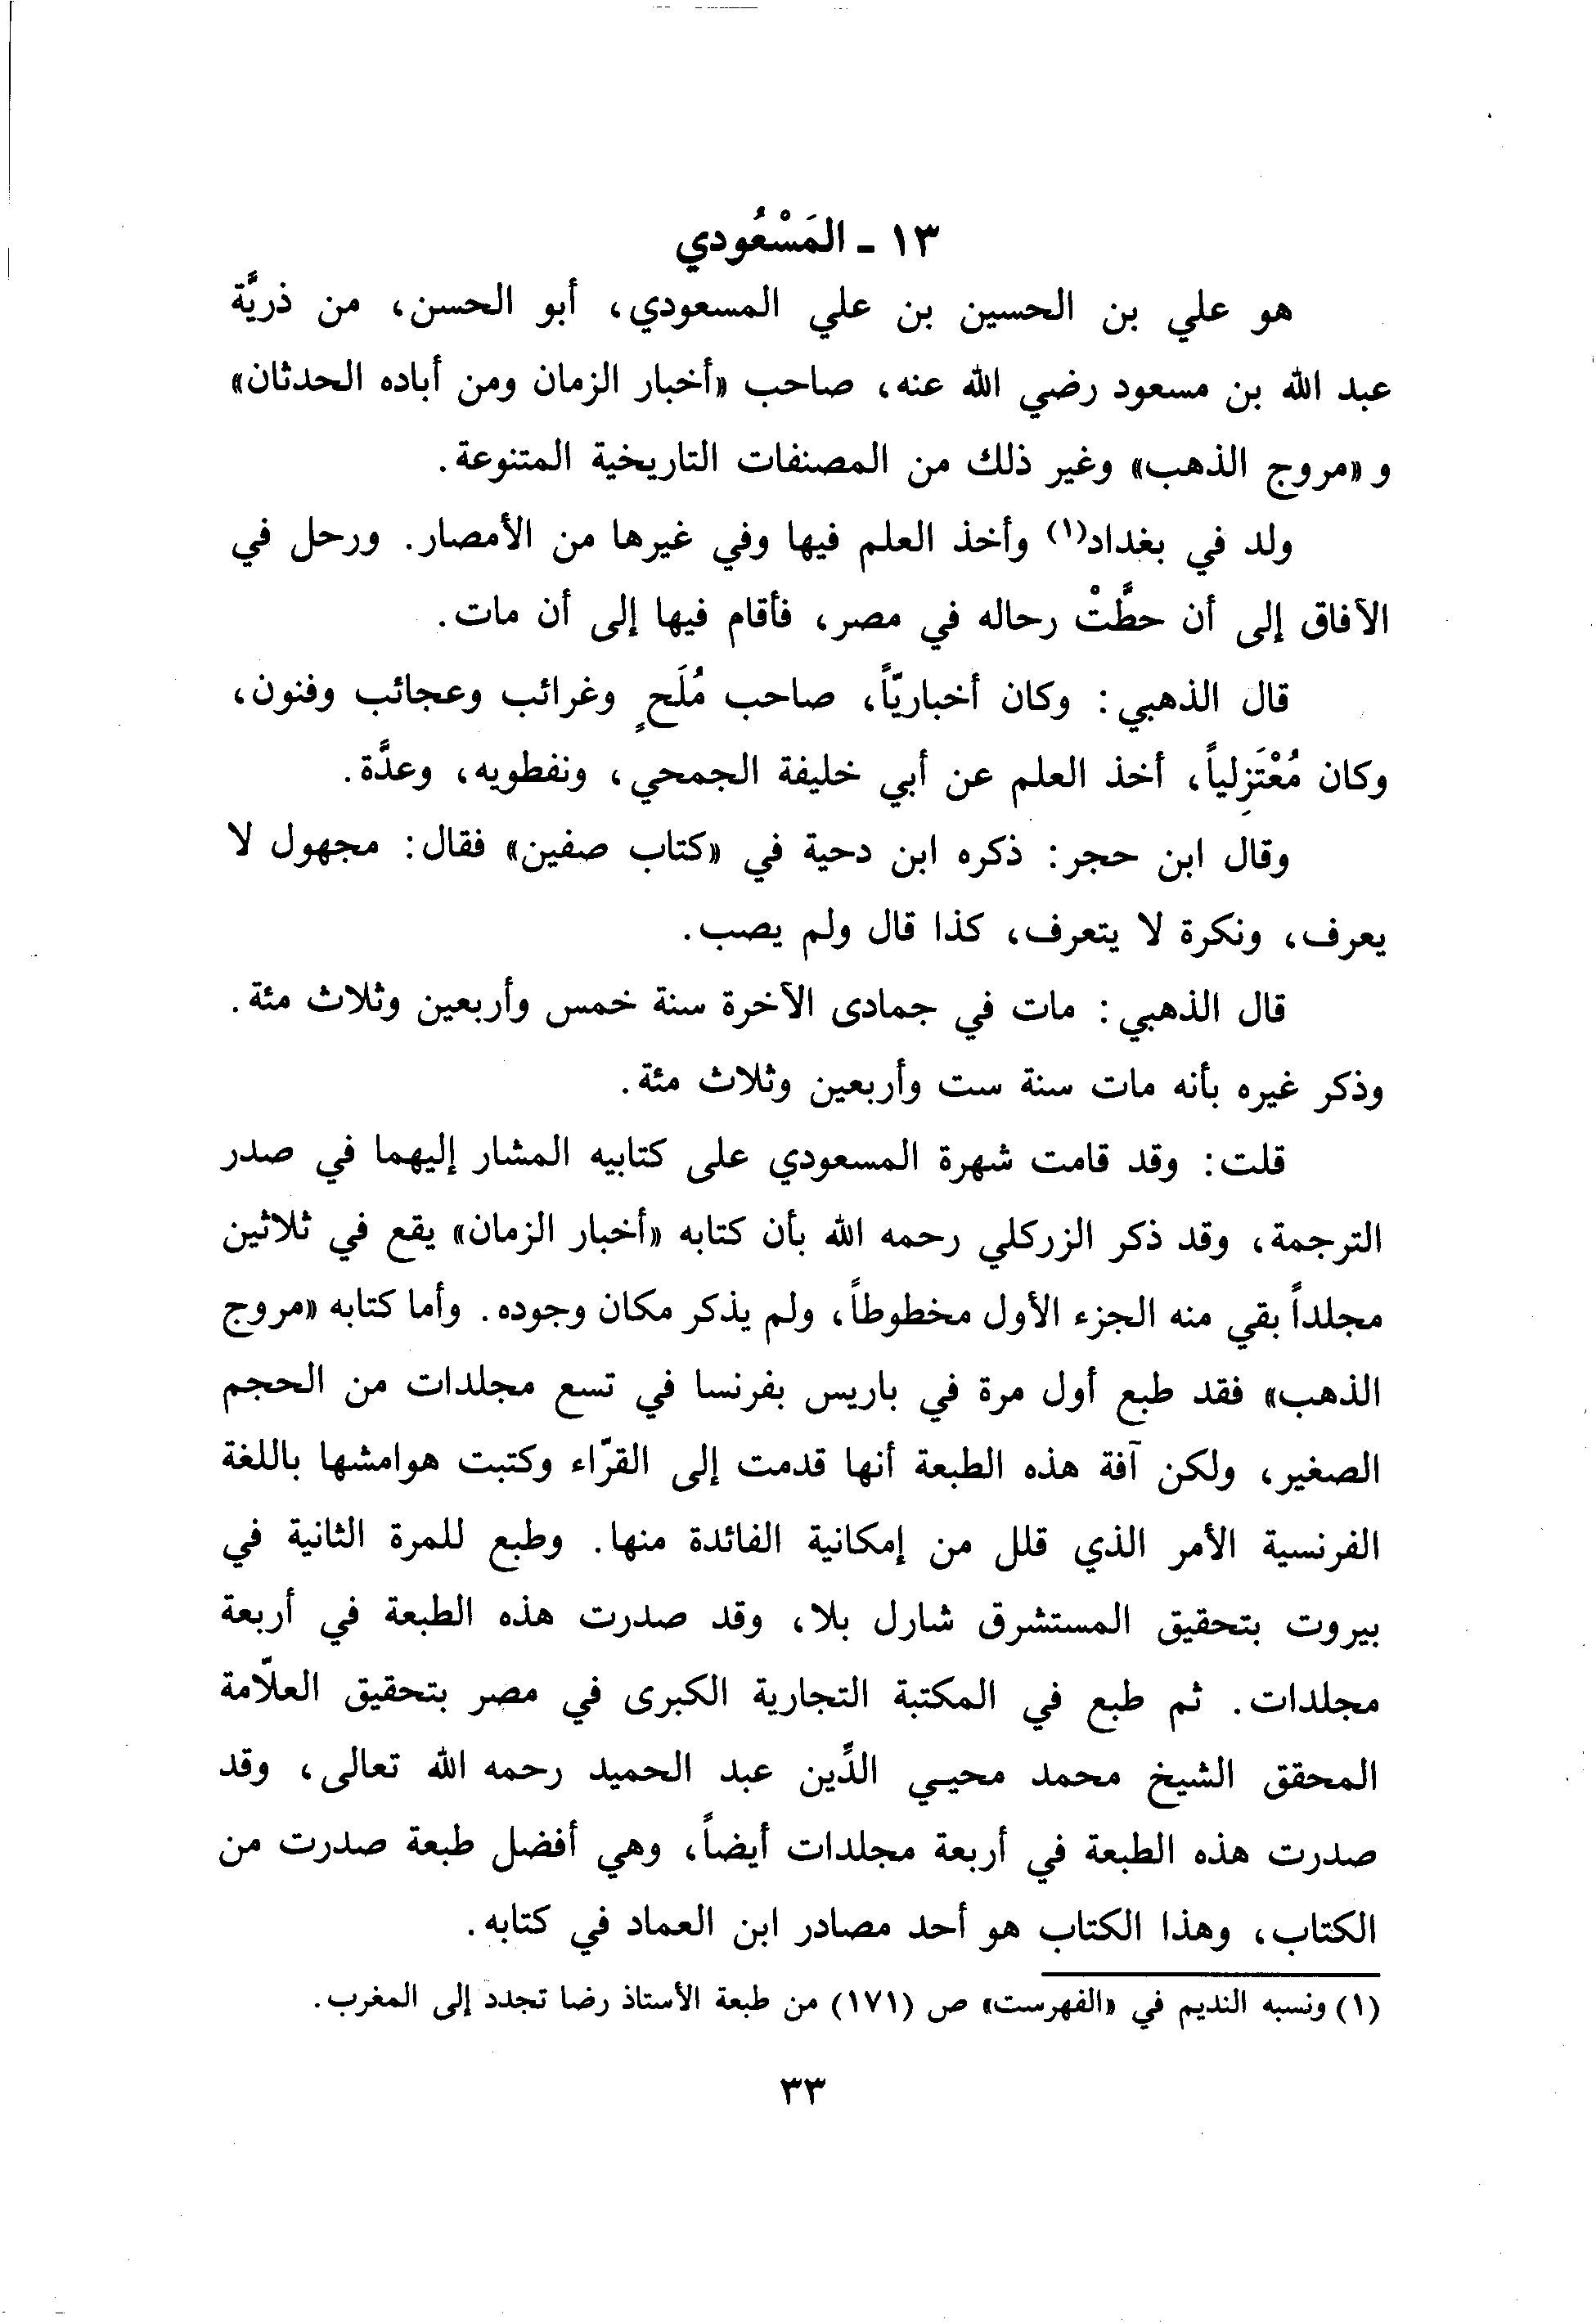 ١٣ - المَسْعُودي
هو علي بن الحسين بن علي المسعودي، أبو الحسن، من ذريَّة
عبد الله بن مسعود رضي الله عنه، صاحب «أخبار الزمان ومن أباده الحدثان»
و «مروج الذهب» وغير ذلك من المصنفات التاريخية المتنوعة.
ولد في بغداد(١) وأخذ العلم فيها وفي غيرها من الأمصار. ورحل في
الآفاق إلى أن حطَّتْ رحاله في مصر، فأقام فيها إلى أن مات.
قال الذهبي: وكان أخباريّاً، صاحب مُلَحٍ وغرائب وعجائب وفنون،
وكان مُعْتَزِلياً، أخذ العلم عن أبي خليفة الجمحي، ونفطويه، وعدَّة.
وقال ابن حجر: ذكره ابن دحية في «كتاب صفين» فقال: مجهول لا
يعرف، ونكرة لا يتعرف، كذا قال ولم يصب.
قال الذهبي: مات في جمادى الآخرة سنة خمس وأربعين وثلاث مئة.
وذكر غيره بأنه مات سنة ست وأربعين وثلاث مئة.
قلت: وقد قامت شهرة المسعودي على كتابيه المشار إليهما في صدر
الترجمة، وقد ذكر الزركلي رحمه الله بأن كتابه «أخبار الزمان» يقع في ثلاثين
مجلداً بقي منه الجزء الأول مخطوطاً، ولم يذكر مكان وجوده. وأما كتابه «مروج
الذهب» فقد طبع أول مرة في باريس بفرنسا في تسع مجلدات من الحجم
الصغير، ولكن آفة هذه الطبعة أنها قدمت إلى القرّاء وكتبت هوامشها باللغة
الفرنسية الأمر الذي قلل من إمكانية الفائدة منها. وطبع للمرة الثانية في
بيروت بتحقيق المستشرق شارل بلا، وقد صدرت هذه الطبعة في أربعة
مجلدات. ثم طبع في المكتبة التجارية الكبرى في مصر بتحقيق العلّامة
المحقق الشيخ محمد محيي الدِّين عبد الحميد رحمه الله تعالى، وقد
صدرت هذه الطبعة في أربعة مجلدات أيضاً، وهي أفضل طبعة صدرت من
الكتاب، وهذا الكتاب هو أحد مصادر ابن العماد في كتابه.
(١) ونسبه النديم في «الفهرست» ص (١٧١) من طبعة الأستاذ رضا تجدد إلى المغرب.
٣٣